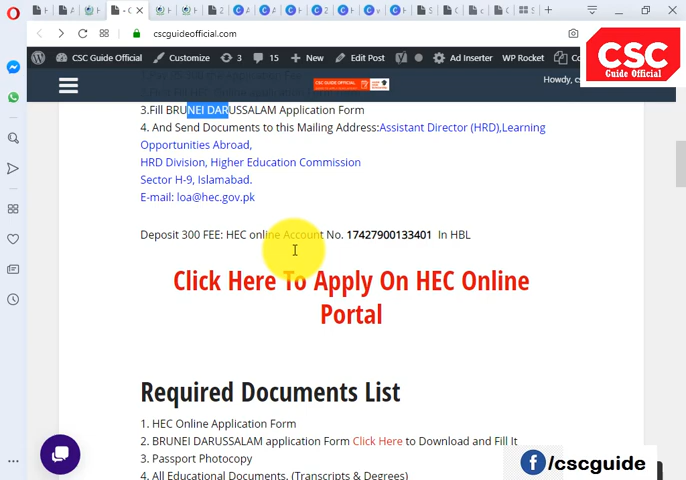 cscguideofficial.com
CSC Guide Official
Customize
3
15
New
Edit Post
Ad Inserter
WP Rocket
Howdy,
CSC
Guide Official
3.Fill BRUNEI DARUSSALAM Application Form
4. And Send Documents to this Mailing Address:Assistant Director (HRD),Learning
Opportunities Abroad,
HRD Division, Higher Education Commission
Sector H-9, Islamabad.
E-mail: loa@hec.gov.pk
Deposit 300 FEE: HEC online Account No. 17427900133401 In HBL
Click Here To Apply On HEC Online
Portal
Required Documents List
1. HEC Online Application Form
2. BRUNEI DARUSSALAM application Form Click Here to Download and Fill It
3. Passport Photocopy
4. All Educational Documents. (Transcripts & Degrees)
/cscguide